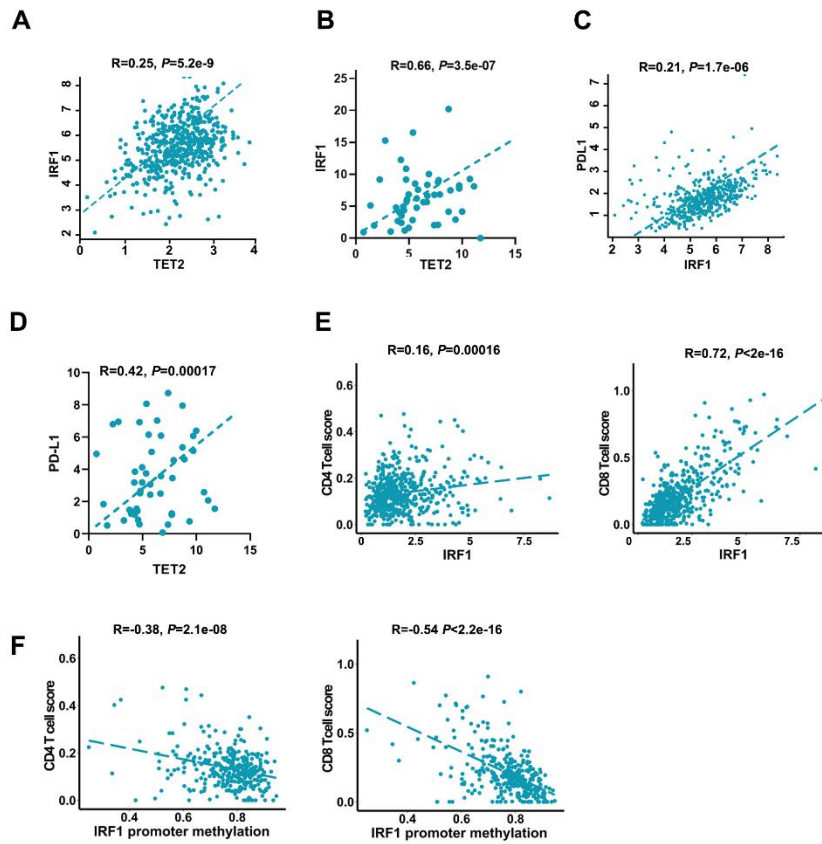 A
R=0.25, P=5.2e-9
8
7
6
5
4
3
2
IRF1
0 1 2 3 4
TET2
B
R=0.66, P=3.5e-07
25
20
15
10
5
0
IRF1
0 5 10 15
TET2
C
R=0.21, P=1.7e-06
7
6
5
4
3
2
1
PDL1
2 3 4 5 6 7 8
IRF1
D
R=0.42, P=0.00017
10
8
6
4
2
0
PD-L1
0 5 10 15
TET2
E
R=0.16, P=0.00016
0.6
0.4
0.2
0.0
CD4 Tcell score
0 2.5 5 7.5
IRF1
R=0.72, P<2e-16
1.0
0.5
0.0
CD8 Tcell score
0 2.5 5 7.5
IRF1
F
R=-0.38, P=2.1e-08
0.6
0.4
0.2
0.0
CD4 T cell score
0.4 0.6 0.8
IRF1 promoter methylation
R=-0.54 P<2.2e-16
1.0
0.5
0.0
CD8 Tcell score
0.4 0.6 0.8
IRF1 promoter methylation